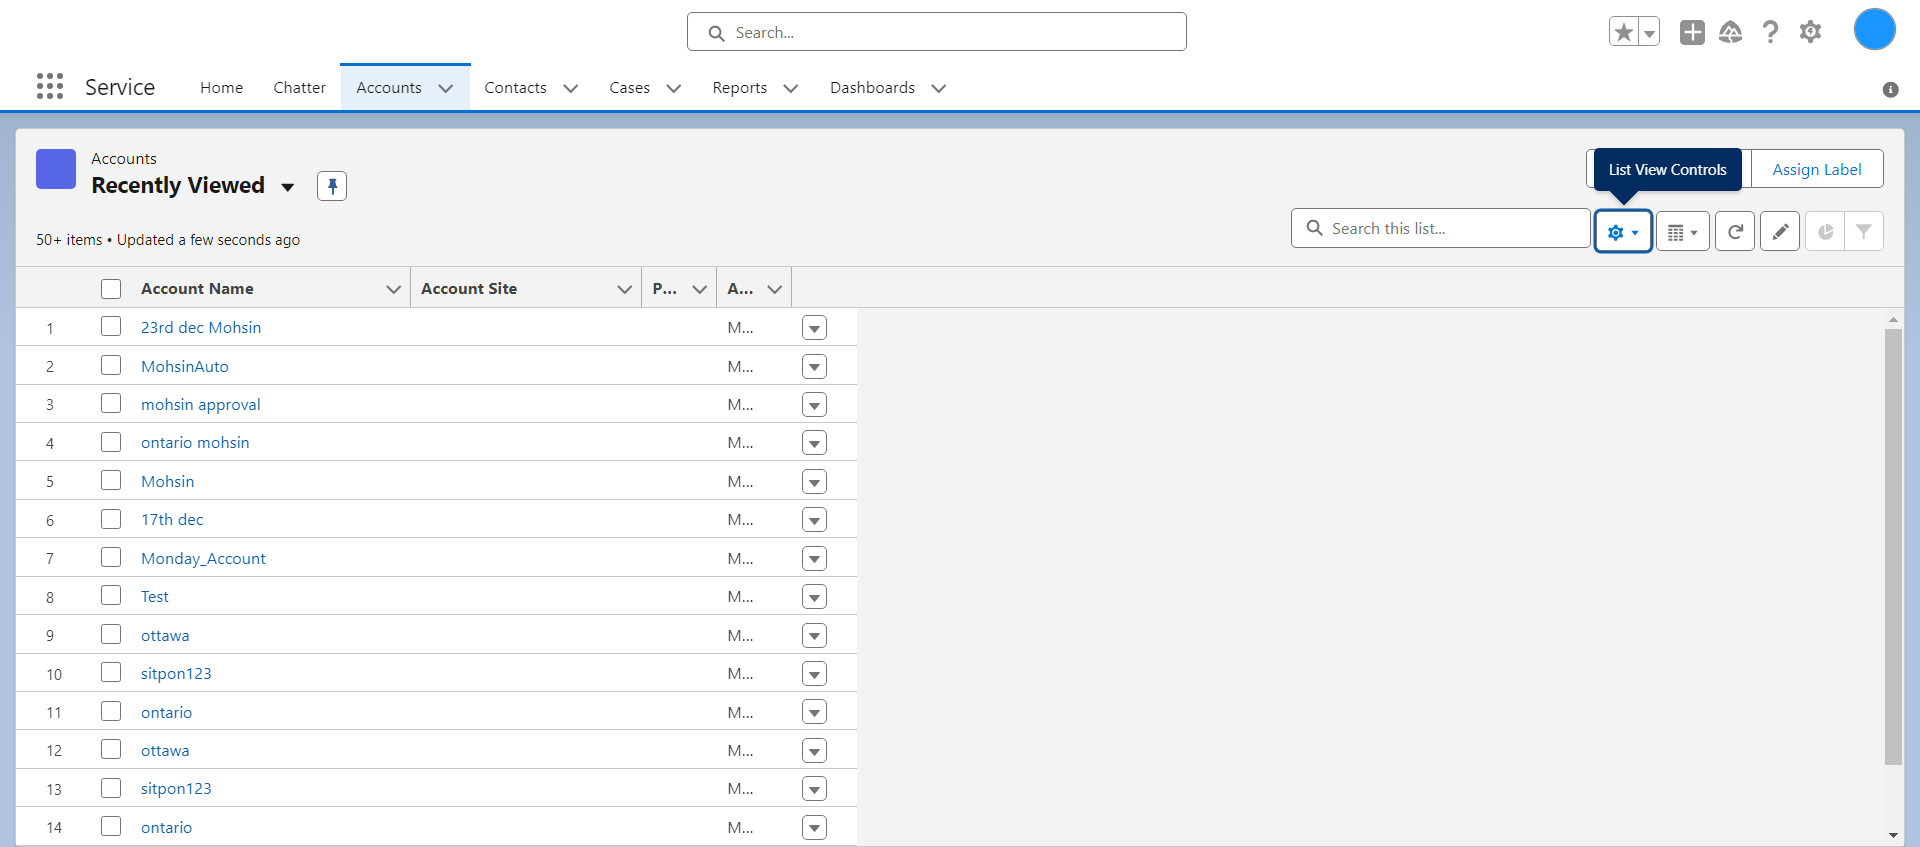 Search...
Service
Home
Chatter
Accounts
Contacts
Cases
Reports
Dashboards
Accounts
Recently Viewed
List View Controls
Assign Label
50+ items • Updated a few seconds ago
Search this list...
Account Name
Account Site
P...
A...
1 23rd dec Mohsin M...
2 MohsinAuto M...
3 mohsin approval M...
4 ontario mohsin M...
5 Mohsin M...
6 17th dec M...
7 Monday_Account M...
8 Test M...
9 ottawa M...
10 sitpon123 M...
11 ontario M...
12 ottawa M...
13 sitpon123 M...
14 ontario M...